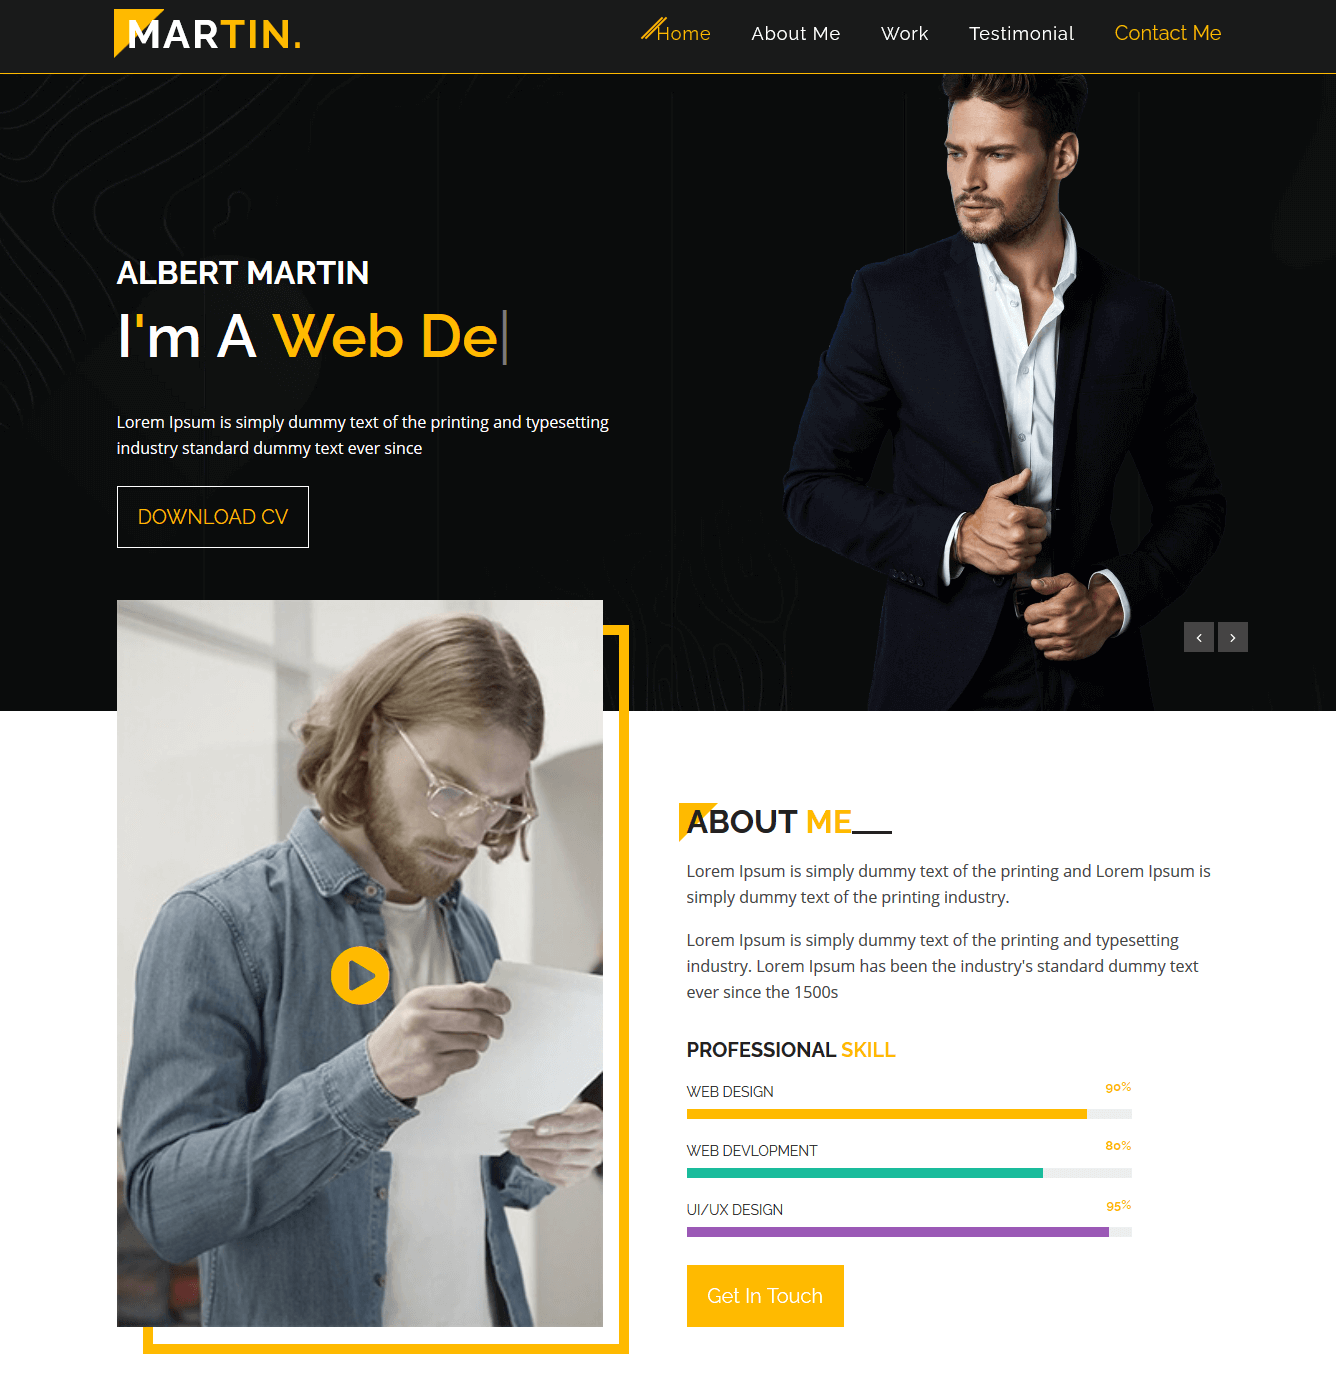 MARTIN.
Home
About Me
Work
Testimonial
Contact Me
ALBERT MARTIN
I'm A Web De
Lorem Ipsum is simply dummy text of the printing and typesetting
industry standard dummy text ever since
DOWNLOAD CV
ABOUT ME
Lorem Ipsum is simply dummy text of the printing and Lorem Ipsum is
simply dummy text of the printing industry.
Lorem Ipsum is simply dummy text of the printing and typesetting
industry. Lorem Ipsum has been the industry's standard dummy text
ever since the 1500s
PROFESSIONAL SKILL
WEB DESIGN
90%
WEB DEVLOPMENT
80%
UI/UX DESIGN
95%
Get In Touch